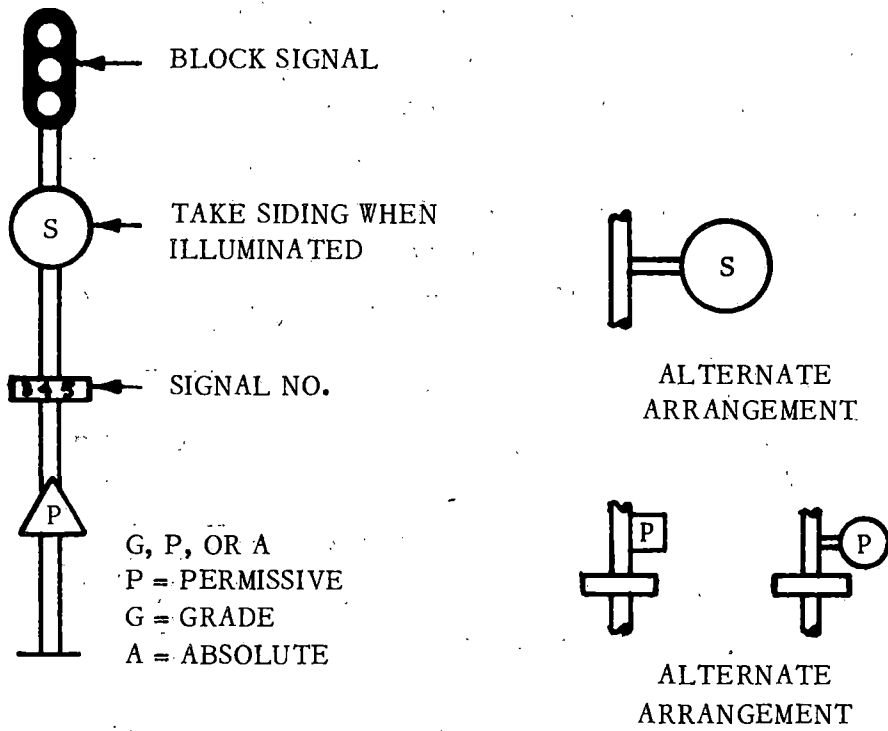 BLOCK SIGNAL
S
TAKE SIDING WHEN
ILLUMINATED
SIGNAL NO.
P
G, P, OR A
P = PERMISSIVE
G = GRADE
A = ABSOLUTE
S
ALTERNATE
ARRANGEMENT
P
P
ALTERNATE
ARRANGEMENT